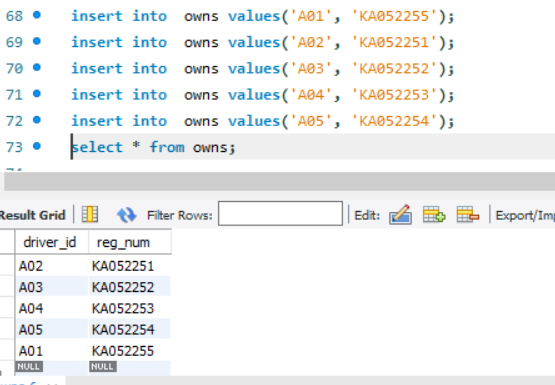 68 insert into owns values('A01', 'KA052255');
69 insert into owns values('A02', 'KA052251');
70 insert into owns values('A03', 'KA052252');
71 insert into owns values('A04', 'KA052253');
72 insert into owns values('A05', 'KA052254');
73 select * from owns;
Result Grid Filter Rows: Edit: Export/Imp
driver_id reg_num
A02 KA052251
A03 KA052252
A04 KA052253
A05 KA052254
A01 KA052255
NULL NULL